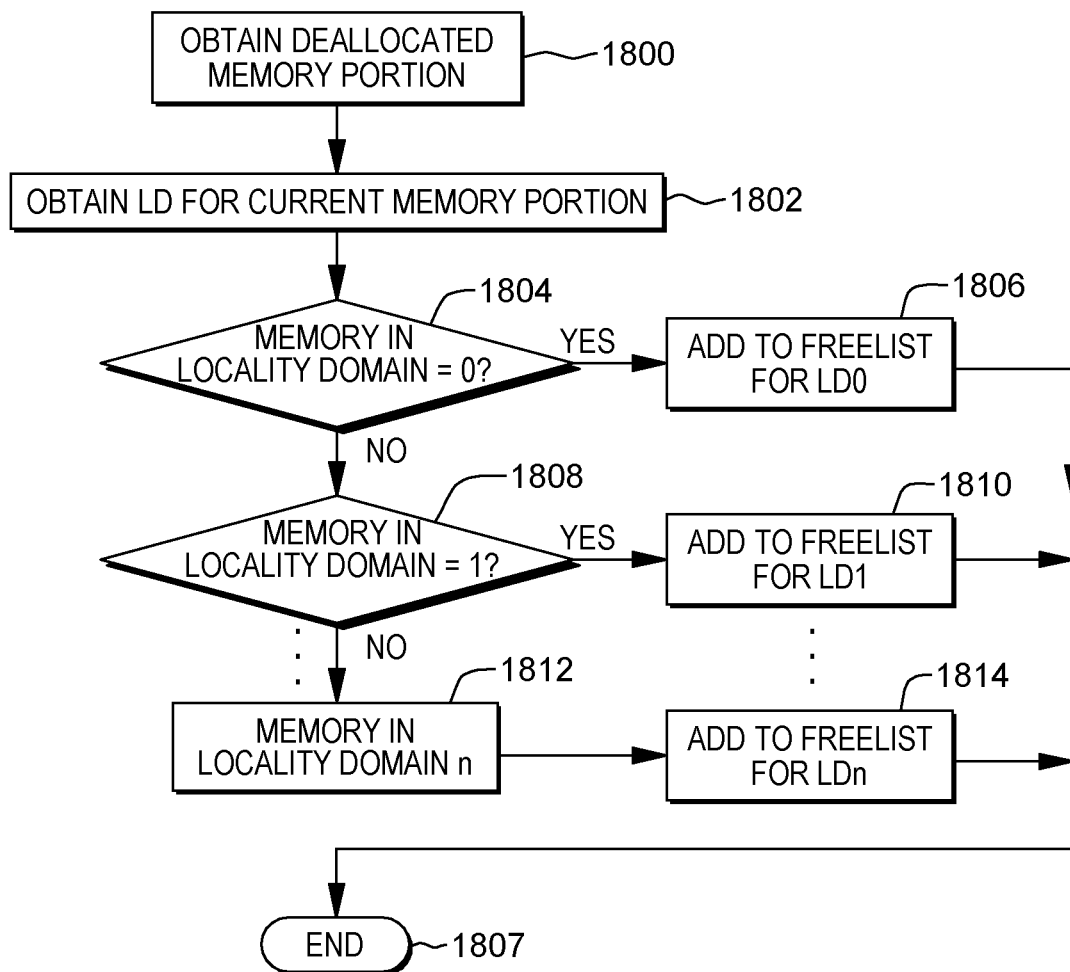 OBTAIN DEALLOCATED
MEMORY PORTION
1800
OBTAIN LD FOR CURRENT MEMORY PORTION
1802
1804
MEMORY IN
LOCALITY DOMAIN = 0?
YES
1806
ADD TO FREELIST
FOR LD0
NO
1808
MEMORY IN
LOCALITY DOMAIN = 1?
YES
1810
ADD TO FREELIST
FOR LD1
NO
1812
MEMORY IN
LOCALITY DOMAIN n
1814
ADD TO FREELIST
FOR LDn
END
1807